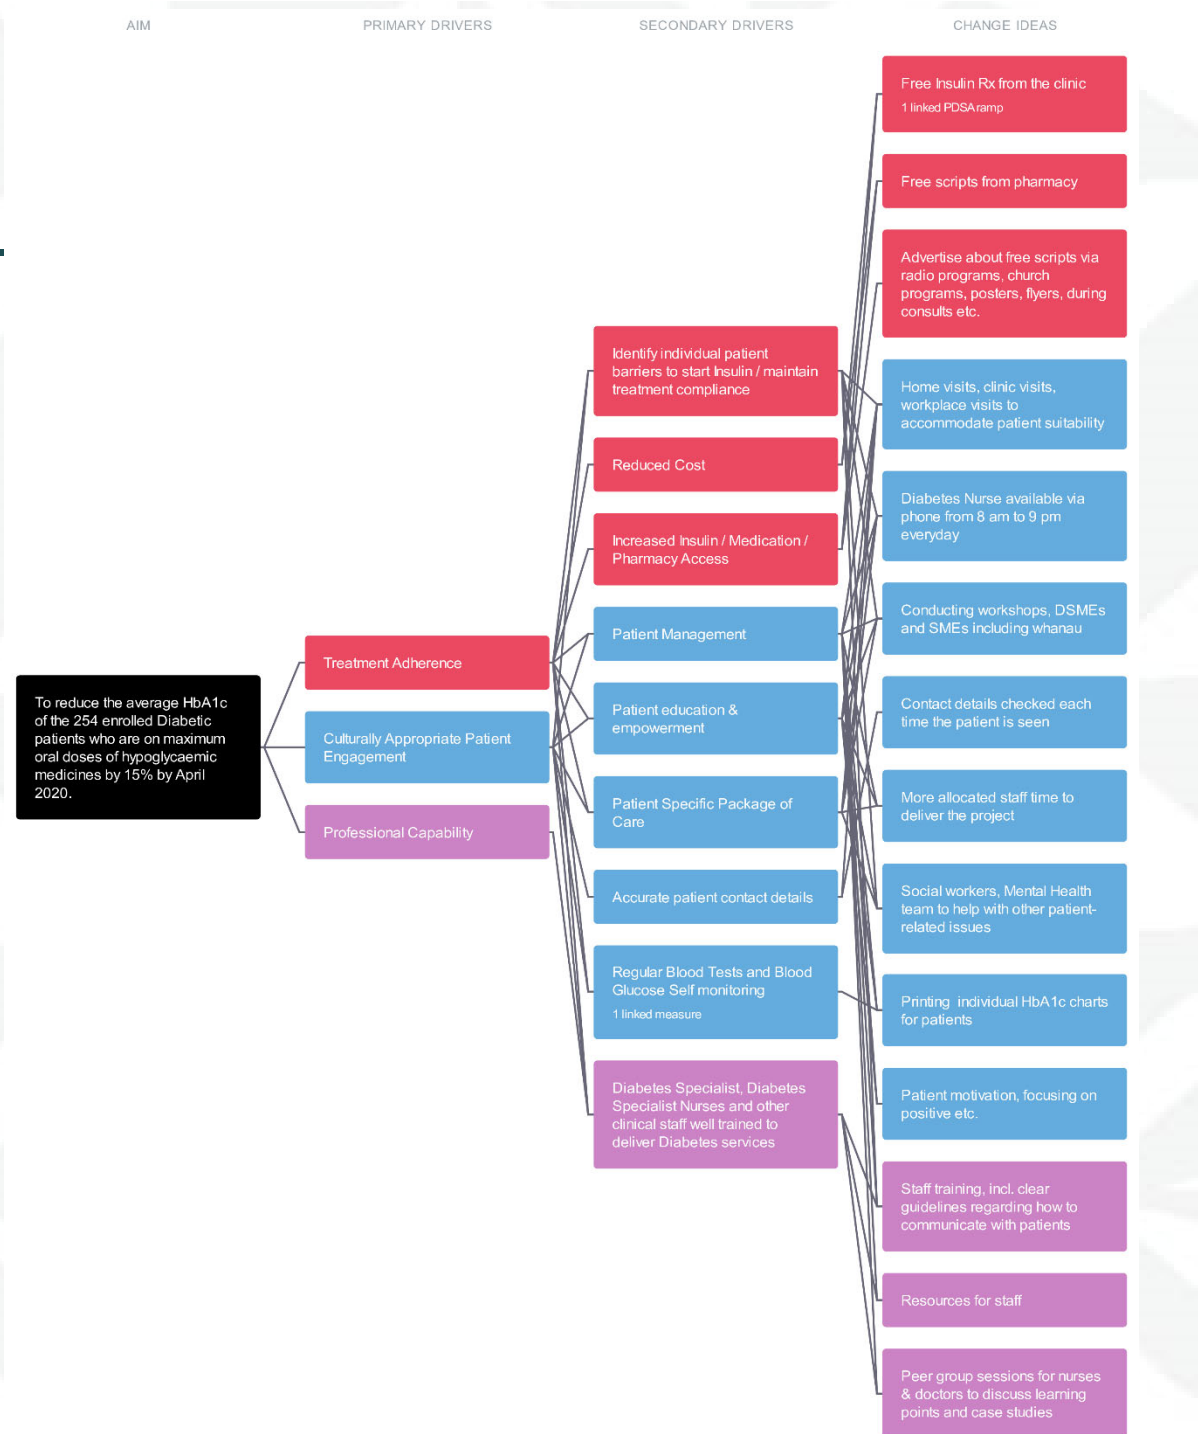 AIM
PRIMARY DRIVERS
SECONDARY DRIVERS
CHANGE IDEAS
To reduce the average HbA1c
of the 254 enrolled Diabetic
patients who are on maximum
oral doses of hypoglycaemic
medicines by 15% by April
2020.
Treatment Adherence
Culturally Appropriate Patient
Engagement
Professional Capability
Identify individual patient
barriers to start Insulin / maintain
treatment compliance
Reduced Cost
Increased Insulin / Medication /
Pharmacy Access
Patient Management
Patient education &
empowerment
Patient Specific Package of
Care
Accurate patient contact details
Regular Blood Tests and Blood
Glucose Self monitoring
1 linked measure
Diabetes Specialist, Diabetes
Specialist Nurses and other
clinical staff well trained to
deliver Diabetes services
Free Insulin Rx from the clinic
1 linked PDSA ramp
Free scripts from pharmacy
Advertise about free scripts via
radio programs, church
programs, posters, flyers, during
consults etc.
Home visits, clinic visits,
workplace visits to
accommodate patient suitability
Diabetes Nurse available via
phone from 8 am to 9 pm
everyday
Conducting workshops, DSMEs
and SMEs including whanau
Contact details checked each
time the patient is seen
More allocated staff time to
deliver the project
Social workers, Mental Health
team to help with other patient-
related issues
Printing individual HbA1c charts
for patients
Patient motivation, focusing on
positive etc.
Staff training, incl. clear
guidelines regarding how to
communicate with patients
Resources for staff
Peer group sessions for nurses
& doctors to discuss learning
points and case studies